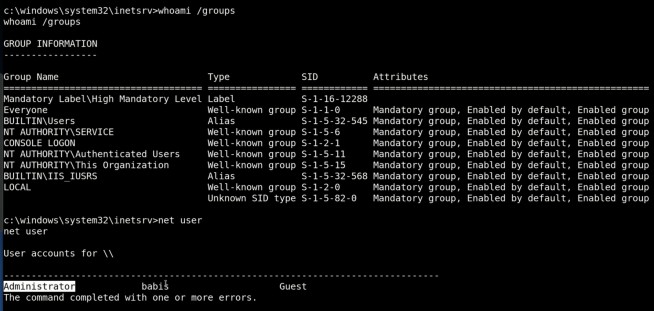 c:\windows\system32\inetsrv>whoami /groups
whoami /groups
GROUP INFORMATION
-----------------
Group Name Type SID Attributes
==================================== ================ ============ ==================================================
Mandatory Label\High Mandatory Level Label S-1-16-12288
Everyone Well-known group S-1-1-0 Mandatory group, Enabled by default, Enabled group
BUILTIN\Users Alias S-1-5-32-545 Mandatory group, Enabled by default, Enabled group
NT AUTHORITY\SERVICE Well-known group S-1-5-6 Mandatory group, Enabled by default, Enabled group
CONSOLE LOGON Well-known group S-1-2-1 Mandatory group, Enabled by default, Enabled group
NT AUTHORITY\Authenticated Users Well-known group S-1-5-11 Mandatory group, Enabled by default, Enabled group
NT AUTHORITY\This Organization Well-known group S-1-5-15 Mandatory group, Enabled by default, Enabled group
BUILTIN\IIS_IUSRS Alias S-1-5-32-568 Mandatory group, Enabled by default, Enabled group
LOCAL Well-known group S-1-2-0 Mandatory group, Enabled by default, Enabled group
Unknown SID type S-1-5-82-0 Mandatory group, Enabled by default, Enabled group
c:\windows\system32\inetsrv>net user
net user
User accounts for \\
-------------------------------------------------------------------------------
Administrator babis Guest
The command completed with one or more errors.